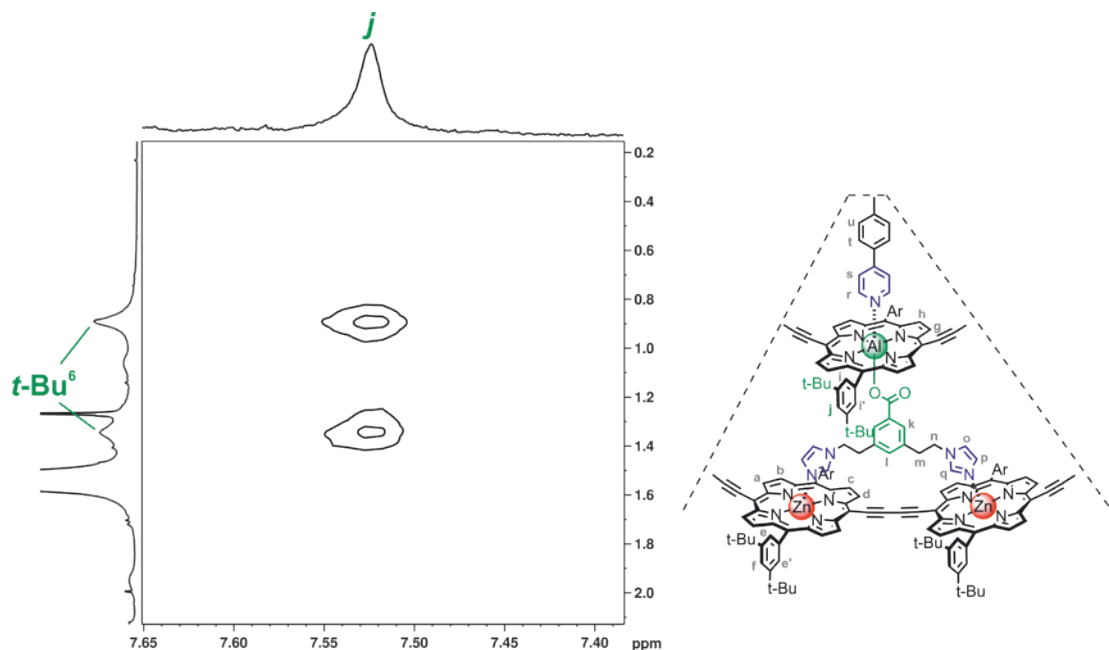 j
0.2
0.4
0.6
0.8
1.0
1.2
1.4
1.6
1.8
2.0
t-Bu⁶
7.65
7.60
7.55
7.50
7.45
7.40
ppm
u
t
s
r
N
Ar
h
g
N
N
Al
N
N
t-Bu
i
O
O
j
i'
t-Bu
k
n
o
N
N
l
m
N
p
q
N
Ar
N
Ar
a
b
c
d
N
N
Zn
N
N
N
N
Zn
N
N
t-Bu
e
f
e'
t-Bu
t-Bu
t-Bu